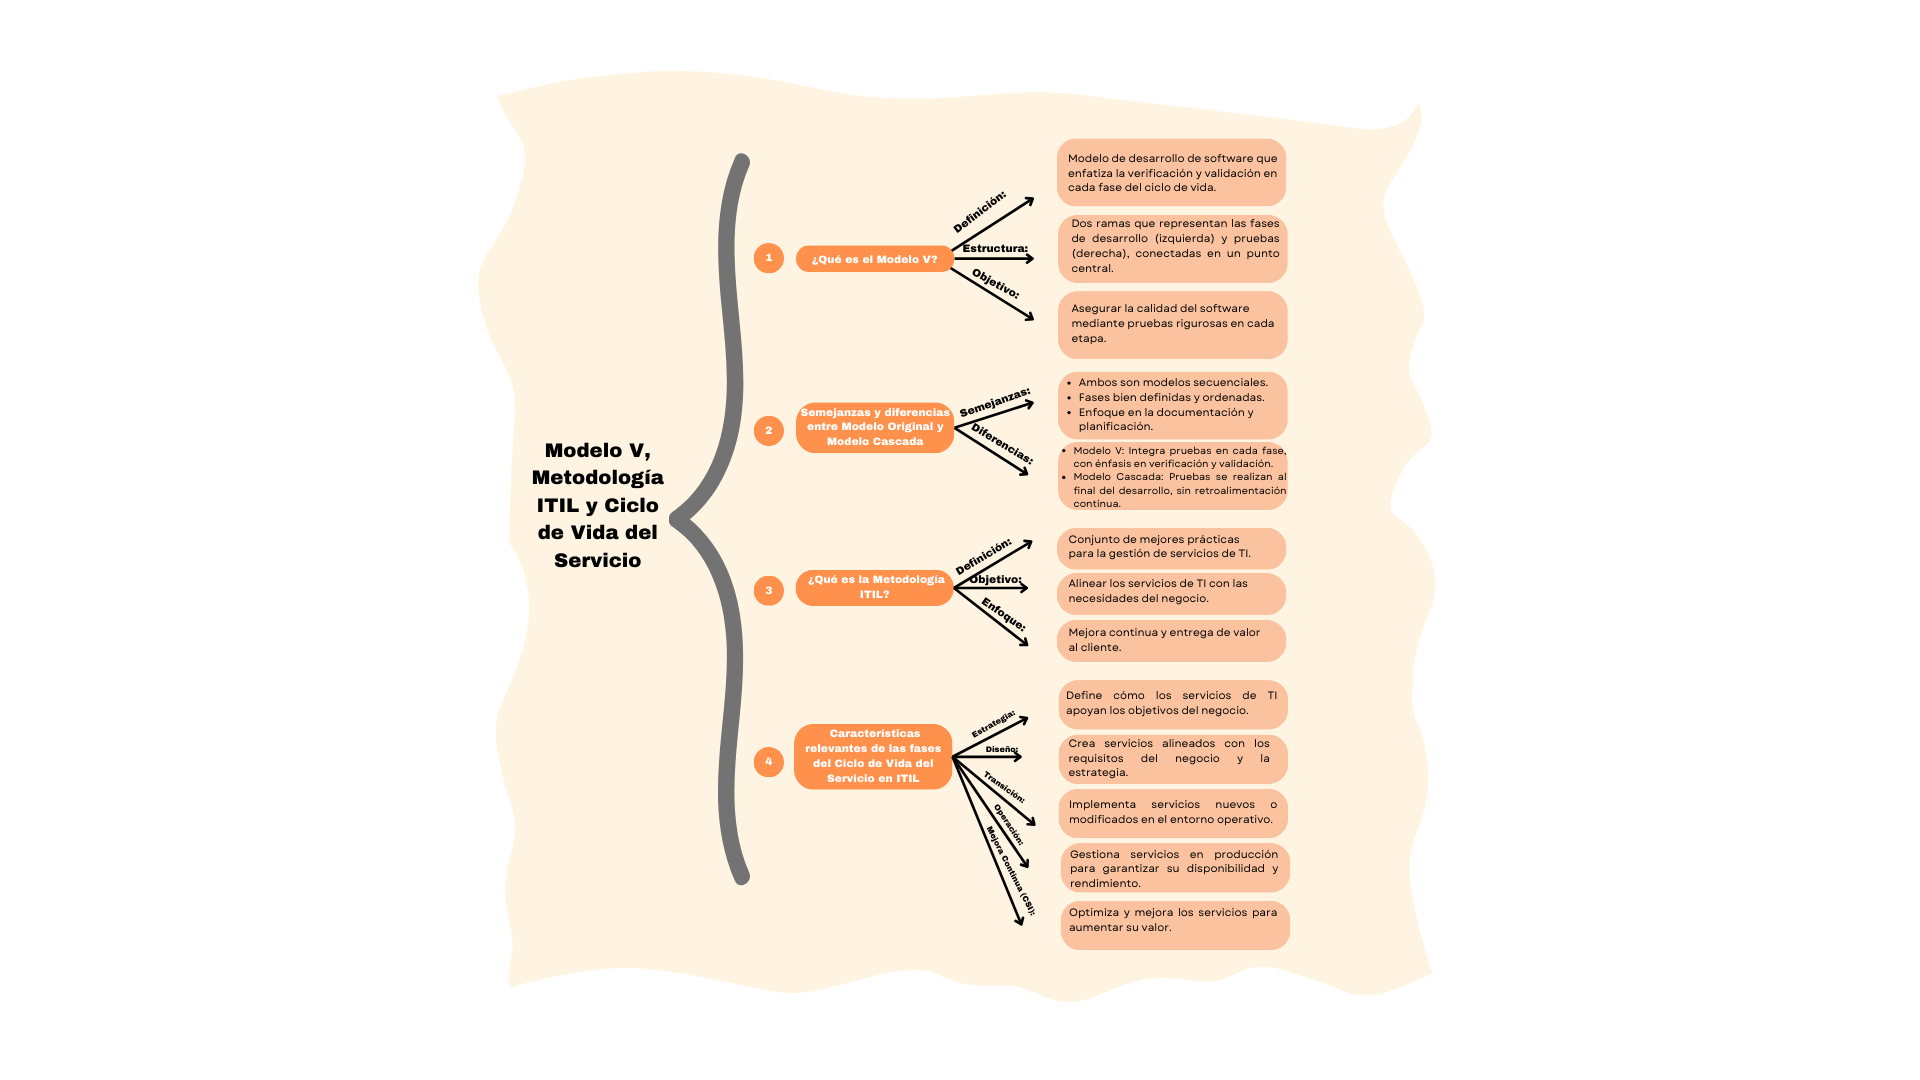 Modelo V,
Metodología
ITIL y Ciclo
de Vida del
Servicio
1
¿Qué es el Modelo V?
Definición:
Modelo de desarrollo de software que
enfatiza la verificación y validación en
cada fase del ciclo de vida.
Estructura:
Dos ramas que representan las fases
de desarrollo (izquierda) y pruebas
(derecha), conectadas en un punto
central.
Objetivo:
Asegurar la calidad del software
mediante pruebas rigurosas en cada
etapa.
2
Semejanzas y diferencias
entre Modelo Original y
Modelo Cascada
Semejanzas:
• Ambos son modelos secuenciales.
• Fases bien definidas y ordenadas.
• Enfoque en la documentación y
planificación.
Diferencias:
• Modelo V: Integra pruebas en cada fase,
con énfasis en verificación y validación.
• Modelo Cascada: Pruebas se realizan al
final del desarrollo, sin retroalimentación
continua.
3
¿Qué es la Metodología
ITIL?
Definición:
Conjunto de mejores prácticas
para la gestión de servicios de TI.
Objetivo:
Alinear los servicios de TI con las
necesidades del negocio.
Enfoque:
Mejora continua y entrega de valor
al cliente.
4
Características
relevantes de las fases
del Ciclo de Vida del
Servicio en ITIL
Estrategia:
Define cómo los servicios de TI
apoyan los objetivos del negocio.
Diseño:
Crea servicios alineados con los
requisitos del negocio y la
estrategia.
Transición:
Implementa servicios nuevos o
modificados en el entorno operativo.
Operación:
Gestiona servicios en producción
para garantizar su disponibilidad y
rendimiento.
Mejora Continua (CSI):
Optimiza y mejora los servicios para
aumentar su valor.